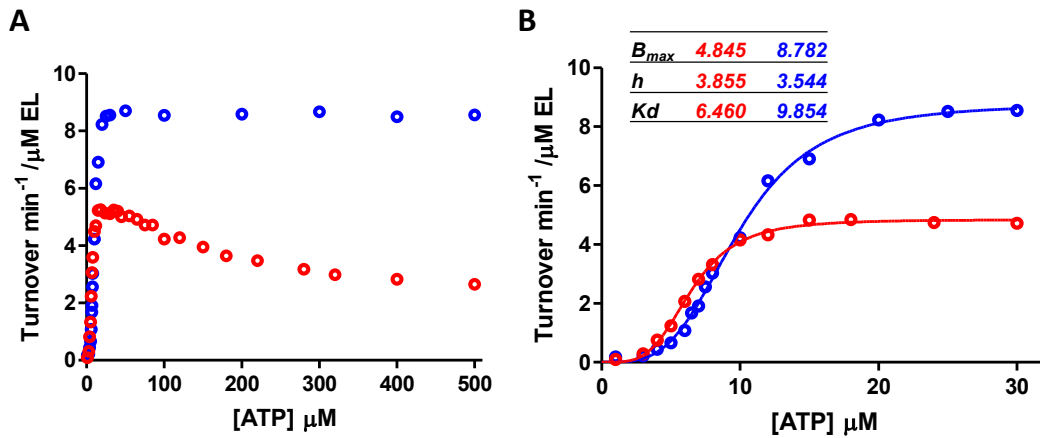 A
Turnover min⁻¹ /µM EL
10
8
6
4
2
0
0 100 200 300 400 500
[ATP] µM
B
B_max 4.845 8.782
h 3.855 3.544
Kd 6.460 9.854
Turnover min⁻¹ /µM EL
10
8
6
4
2
0
0 10 20 30
[ATP] µM